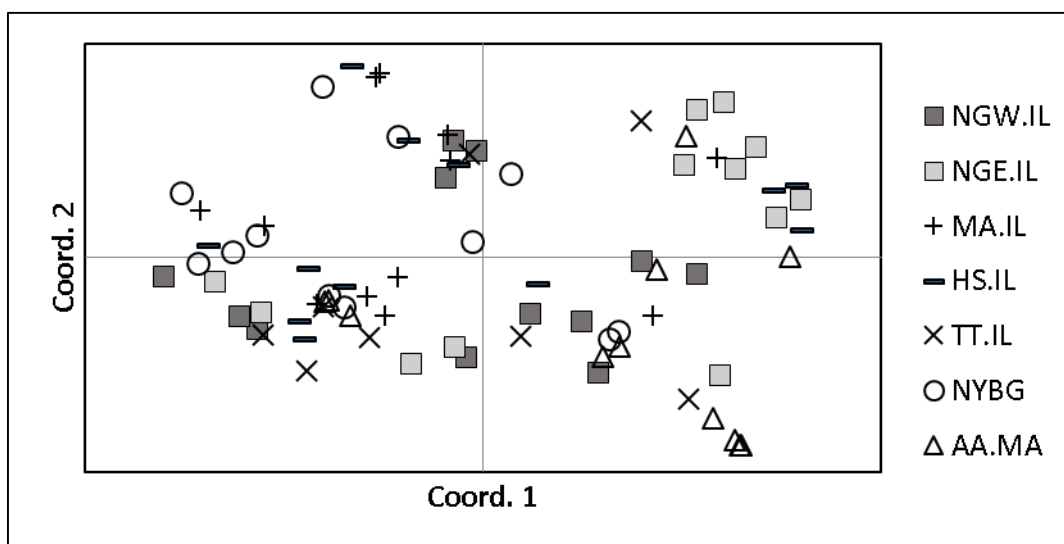 NGW.IL
NGE.IL
MA.IL
HS.IL
TT.IL
NYBG
AA.MA
Coord. 2
Coord. 1